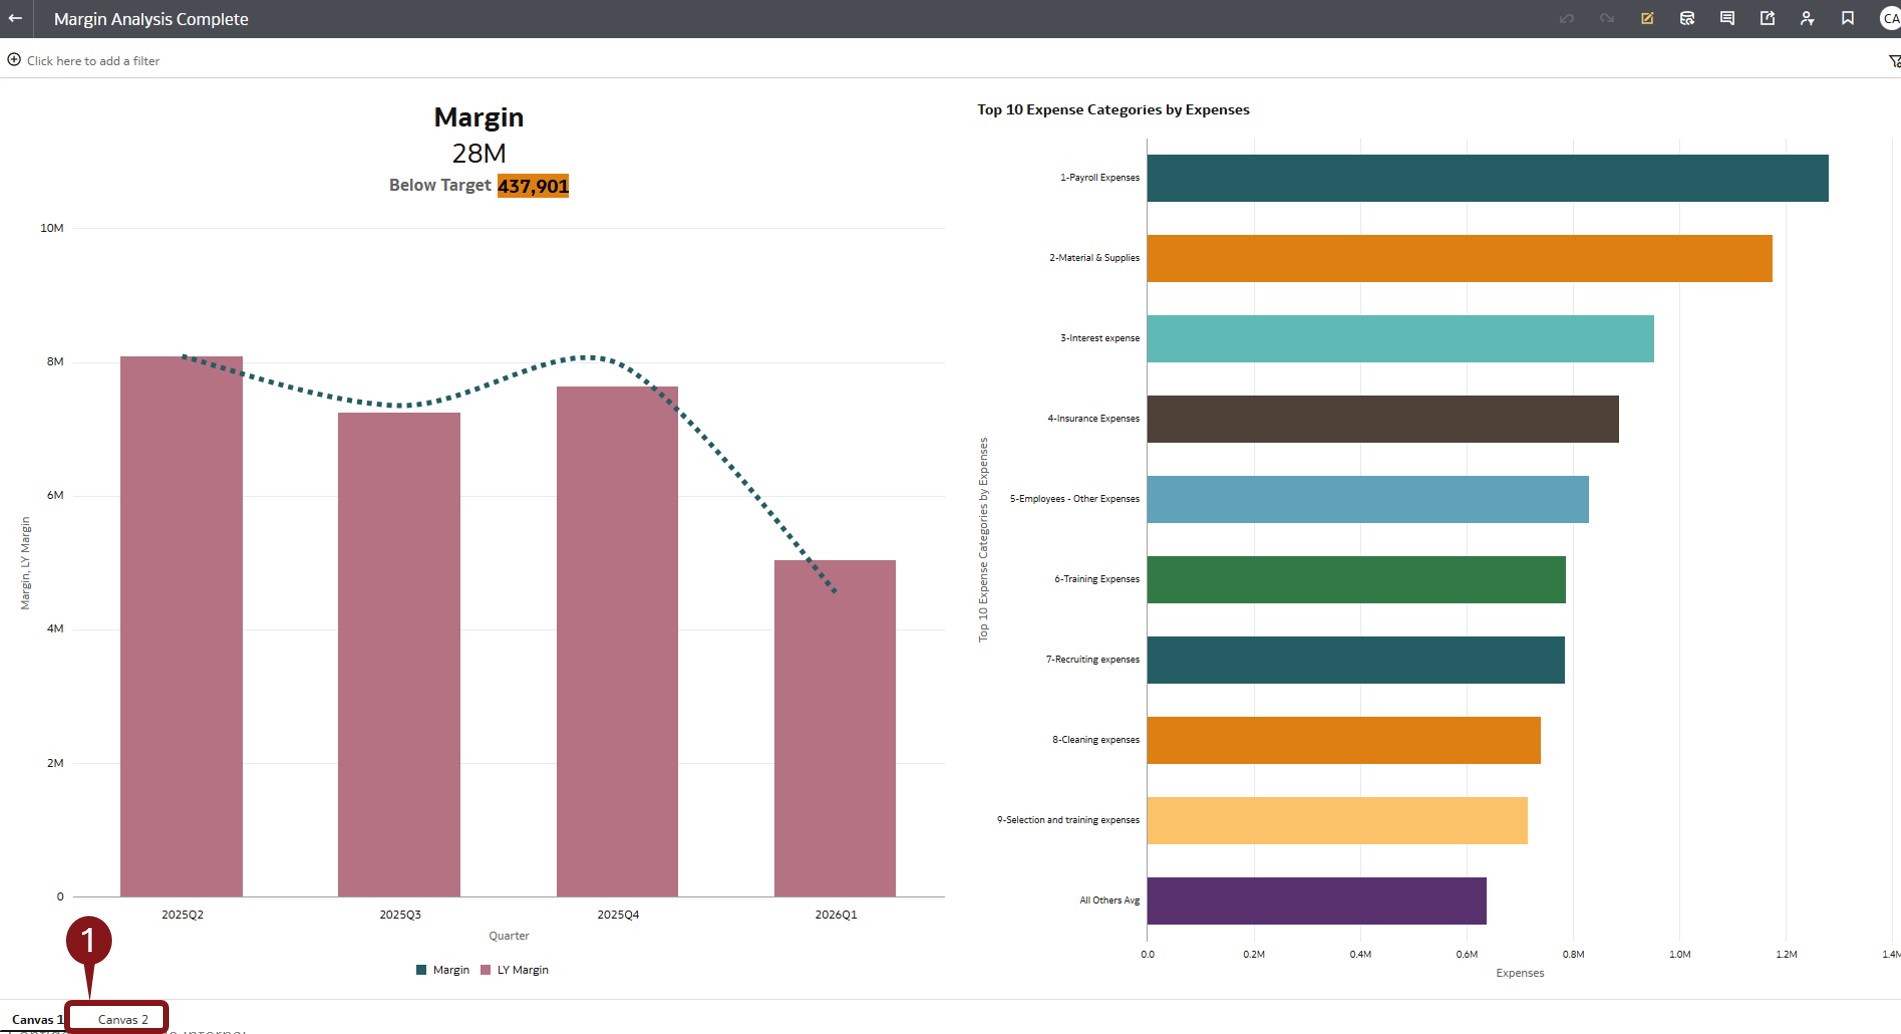 Margin Analysis Complete
CA
Click here to add a filter
Margin
28M
Below Target 437,901
10M
8M
6M
4M
2M
0
Margin, LY Margin
2025Q2 2025Q3 2025Q4 2026Q1
Quarter
Margin LY Margin
Top 10 Expense Categories by Expenses
Top 10 Expense Categories by Expenses
1-Payroll Expenses
2-Material & Supplies
3-Interest expense
4-Insurance Expenses
5-Employees - Other Expenses
6-Training Expenses
7-Recruiting expenses
8-Cleaning expenses
9-Selection and training expenses
All Others Avg
0.0 0.2M 0.4M 0.6M 0.8M 1.0M 1.2M 1.4M
Expenses
1
Canvas 1 Canvas 2